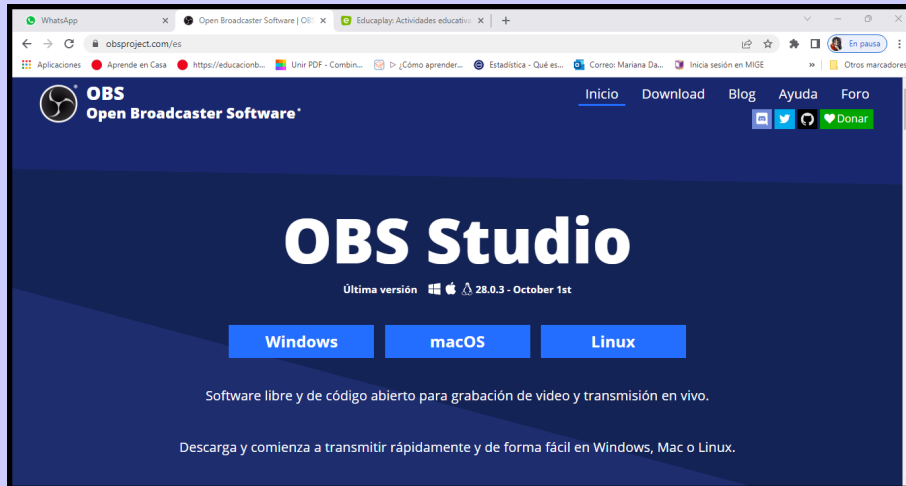 WhatsApp
Open Broadcaster Software | OBS
Educaplay: Actividades educativa
obsproject.com/es
En pausa
Aplicaciones
Aprende en Casa
https://educacionb...
Unir PDF - Combin...
▷ ¿Cómo aprender...
Estadística - Qué es...
Correo: Mariana Da...
Inicia sesión en MIGE
»
Otros marcadores
OBS
Open Broadcaster Software
Inicio Download Blog Ayuda Foro
Donar
OBS Studio
Última versión 28.0.3 - October 1st
Windows macOS Linux
Software libre y de código abierto para grabación de video y transmisión en vivo.
Descarga y comienza a transmitir rápidamente y de forma fácil en Windows, Mac o Linux.